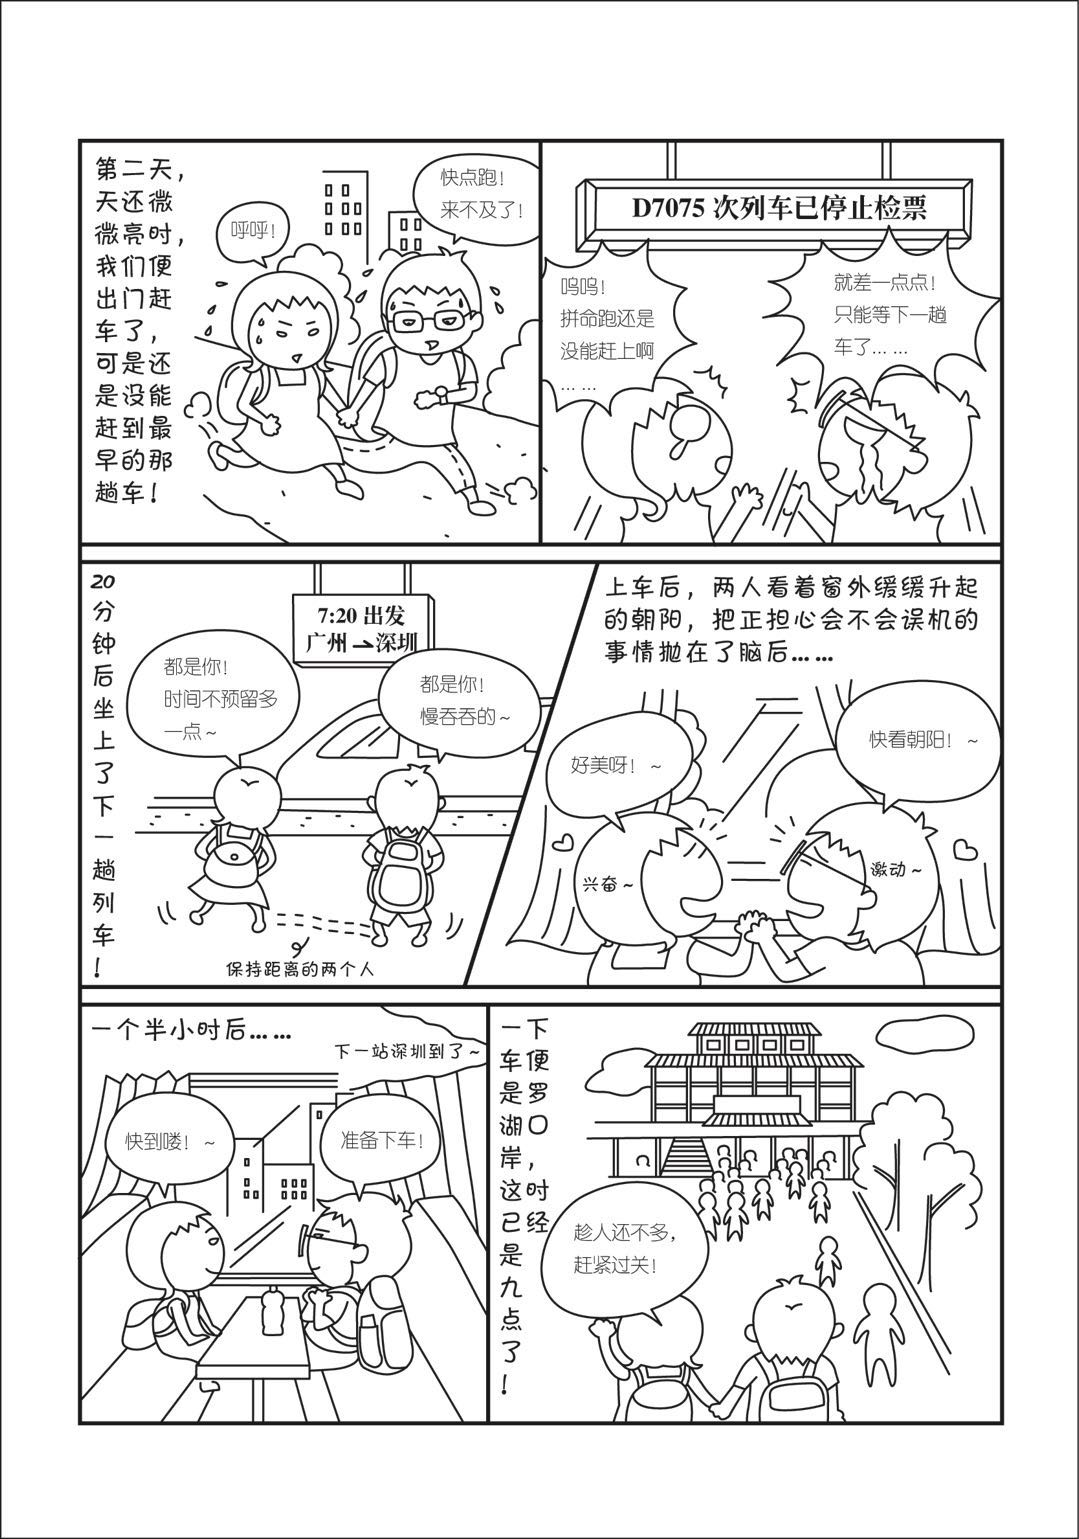 第二天，
天还微
微亮时，
我们便
出门赶
车了，
可是还
是没能
赶到最
早的那
趟车！
呼呼！
快点跑！
来不及了！
D7075 次列车已停止检票
呜呜！
拼命跑还是
没能赶上啊
……
就差一点点！
只能等下一趟
车了……
20分钟后坐上了下一趟列车！
7:20 出发
广州→深圳
都是你！
时间不预留多
一点~
都是你！
慢吞吞的~
保持距离的两个人
上车后，两人看着窗外缓缓升起
的朝阳，把正担心会不会误机的
事情抛在了脑后……
好美呀！~
快看朝阳！~
兴奋~
激动~
一个半小时后……
下一站深圳到了~
快到喽！~
准备下车！
一下
车便
是罗
湖口
岸，
这时
已经
是
九
点
了
！
趁人还不多，
赶紧过关！